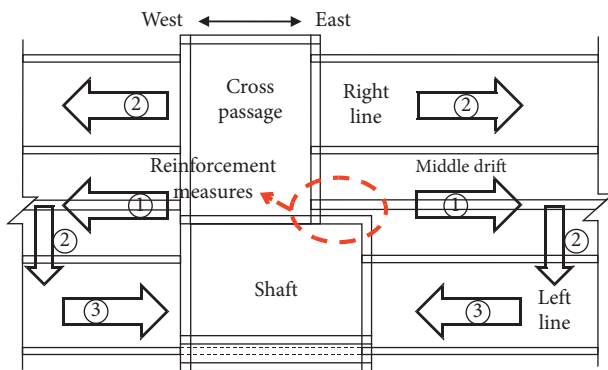 West East
Cross
passage
Right
line
②
②
Reinforcement
measures
Middle drift
①
①
②
②
Shaft
③
③
Left
line